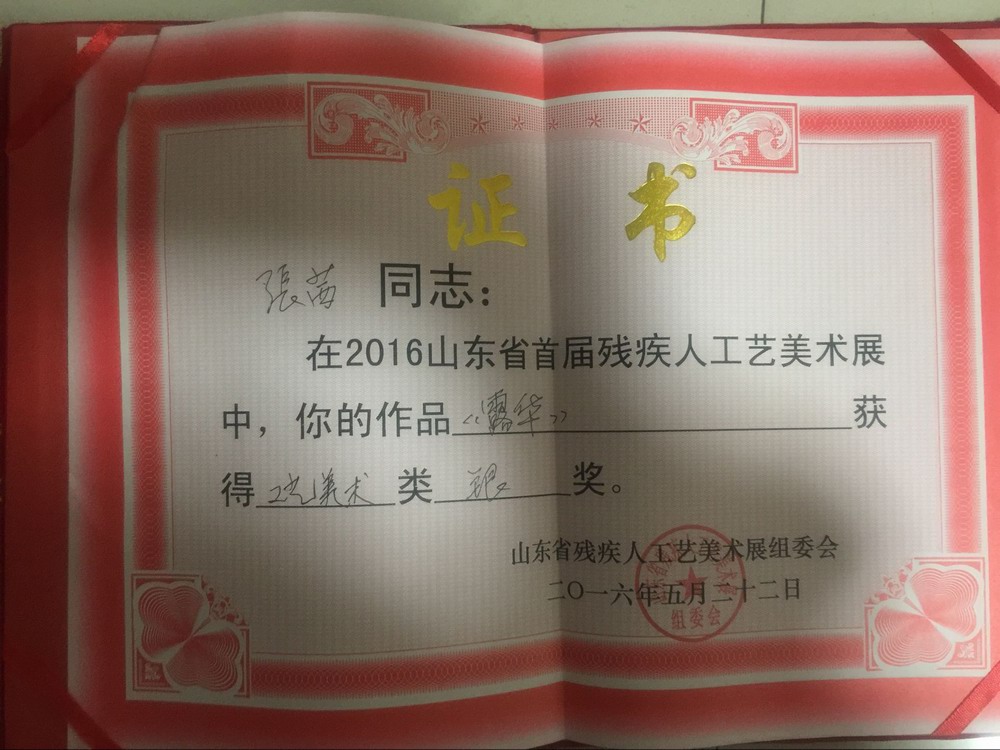 证 书
張茜 同志：
在2016山东省首届残疾人工艺美术展
中，你的作品《露华》获
得工艺美术类银奖。
山东省残疾人工艺美术展组委会
二〇一六年五月二十二日
组委会